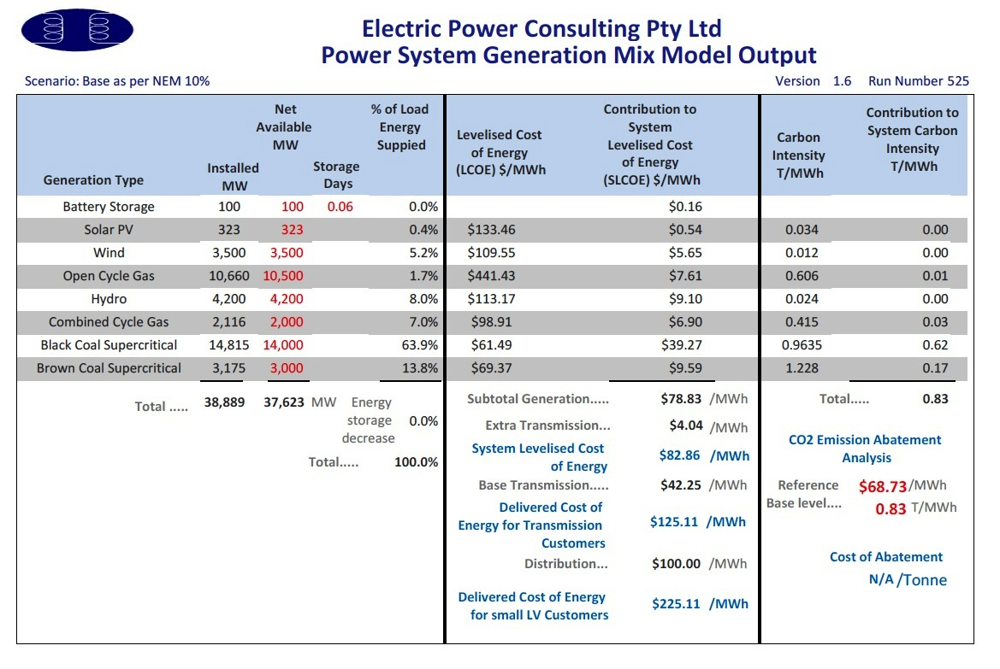 Electric Power Consulting Pty Ltd
Power System Generation Mix Model Output
Scenario: Base as per NEM 10%
Version 1.6 Run Number 525
Generation Type
Installed MW
Net Available MW
Storage Days
% of Load Energy Suppied
Levelised Cost of Energy (LCOE) $/MWh
Contribution to System Levelised Cost of Energy (SLCOE) $/MWh
Carbon Intensity T/MWh
Contribution to System Carbon Intensity T/MWh
Battery Storage 100 100 0.06 0.0% $0.16
Solar PV 323 323 0.4% $133.46 $0.54 0.034 0.00
Wind 3,500 3,500 5.2% $109.55 $5.65 0.012 0.00
Open Cycle Gas 10,660 10,500 1.7% $441.43 $7.61 0.606 0.01
Hydro 4,200 4,200 8.0% $113.17 $9.10 0.024 0.00
Combined Cycle Gas 2,116 2,000 7.0% $98.91 $6.90 0.415 0.03
Black Coal Supercritical 14,815 14,000 63.9% $61.49 $39.27 0.9635 0.62
Brown Coal Supercritical 3,175 3,000 13.8% $69.37 $9.59 1.228 0.17
Total ..... 38,889 37,623 MW
Energy storage decrease 0.0%
Total..... 100.0%
Subtotal Generation..... $78.83 /MWh
Extra Transmission... $4.04 /MWh
System Levelised Cost of Energy $82.86 /MWh
Base Transmission..... $42.25 /MWh
Delivered Cost of Energy for Transmission Customers $125.11 /MWh
Distribution... $100.00 /MWh
Delivered Cost of Energy for small LV Customers $225.11 /MWh
Total..... 0.83
CO2 Emission Abatement Analysis
Reference Base level.... $68.73/MWh
0.83 T/MWh
Cost of Abatement
N/A /Tonne